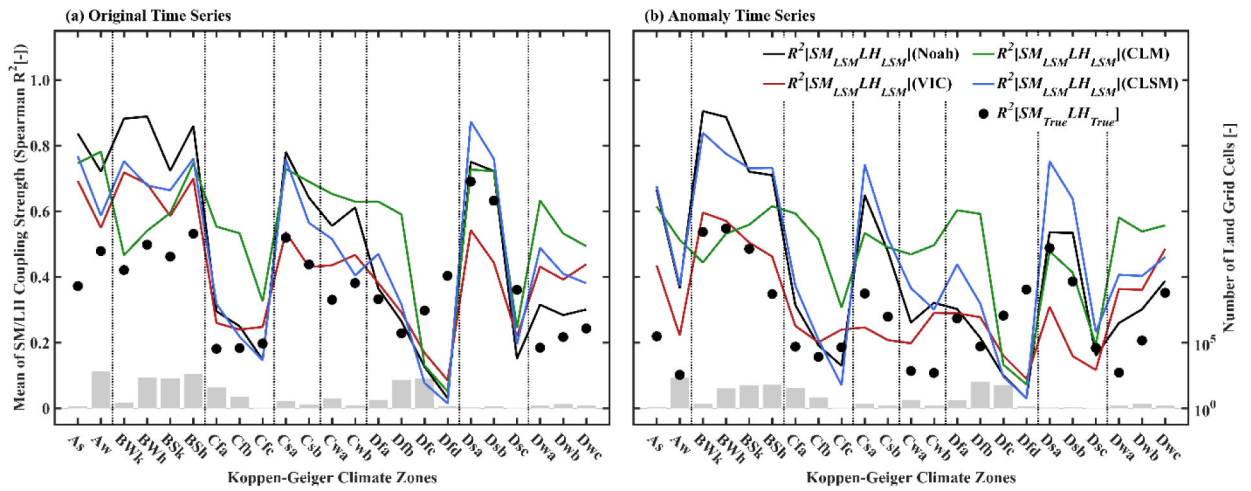 (a) Original Time Series
(b) Anomaly Time Series
Mean of SM/LH Coupling Strength (Spearman R²[-])
1.0
0.8
0.6
0.4
0.2
0
R²[SM_LSM LH_LSM](Noah)
R²[SM_LSM LH_LSM](CLM)
R²[SM_LSM LH_LSM](VIC)
R²[SM_LSM LH_LSM](CLSM)
R²[SM_True LH_True]
Number of Land Grid Cells [-]
10⁵
10⁰
As Aw BWk BWh BSk BSh Cfa Cfb Cfc Csa Csb Cwa Cwb Dfa Dfb Dfc Dfd Dsa Dsb Dsc Dwa Dwb Dwc
As Aw BWk BWh BSk BSh Cfa Cfb Cfc Csa Csb Cwa Cwb Dfa Dfb Dfc Dfd Dsa Dsb Dsc Dwa Dwb Dwc
Koppen-Geiger Climate Zones
Koppen-Geiger Climate Zones